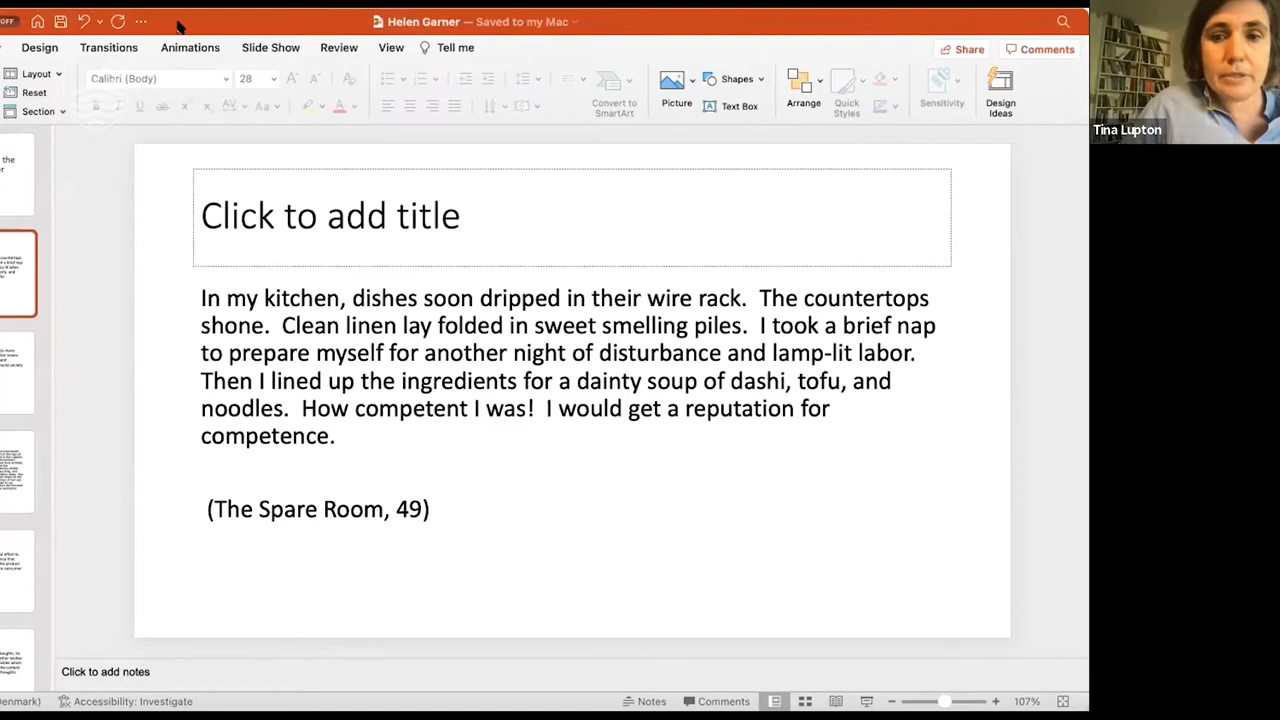 OFF
Helen Garner — Saved to my Mac
Design Transitions Animations Slide Show Review View Tell me
Share Comments
Layout
Reset
Section
Calibri (Body) 28
Convert to
SmartArt
Picture
Shapes
Text Box
Arrange
Quick
Styles
Sensitivity
Design
Ideas
Tina Lupton
Click to add title
In my kitchen, dishes soon dripped in their wire rack. The countertops
shone. Clean linen lay folded in sweet smelling piles. I took a brief nap
to prepare myself for another night of disturbance and lamp-lit labor.
Then I lined up the ingredients for a dainty soup of dashi, tofu, and
noodles. How competent I was! I would get a reputation for
competence.
(The Spare Room, 49)
Click to add notes
Denmark) Accessibility: Investigate
Notes Comments 107%